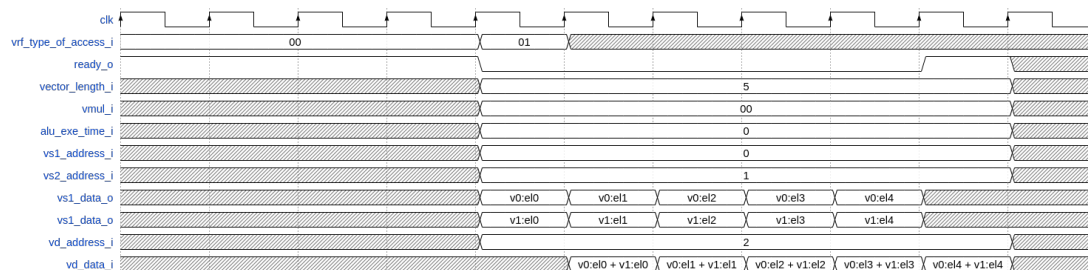 clk
vrf_type_of_access_i 00 01
ready_o
vector_length_i 5
vmul_i 00
alu_exe_time_i 0
vs1_address_i 0
vs2_address_i 1
vs1_data_o v0:el0 v0:el1 v0:el2 v0:el3 v0:el4
vs1_data_o v1:el0 v1:el1 v1:el2 v1:el3 v1:el4
vd_address_i 2
vd_data_i v0:el0 + v1:el0 v0:el1 + v1:el1 v0:el2 + v1:el2 v0:el3 + v1:el3 v0:el4 + v1:el4